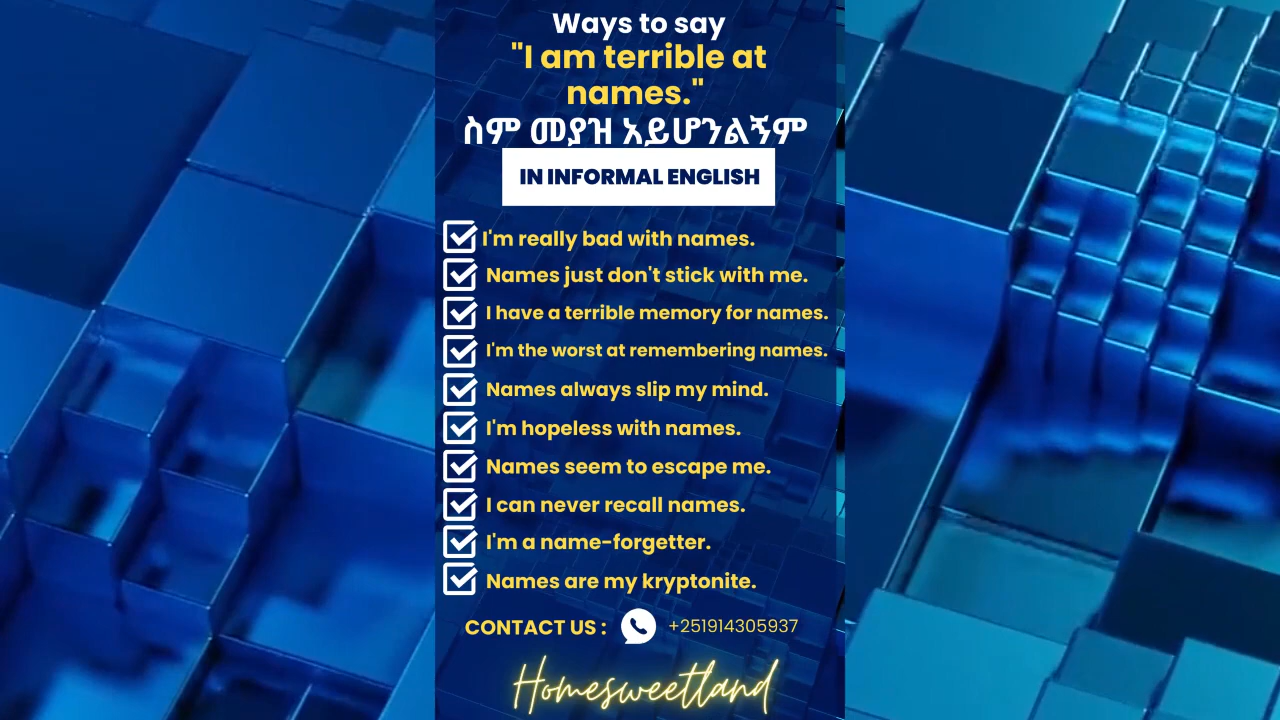 Ways to say
"I am terrible at
names."
ስም መያዝ አይሆንልኝም
IN INFORMAL ENGLISH
I'm really bad with names.
Names just don't stick with me.
I have a terrible memory for names.
I'm the worst at remembering names.
Names always slip my mind.
I'm hopeless with names.
Names seem to escape me.
I can never recall names.
I'm a name-forgetter.
Names are my kryptonite.
CONTACT US : +251914305937
Homesweetland